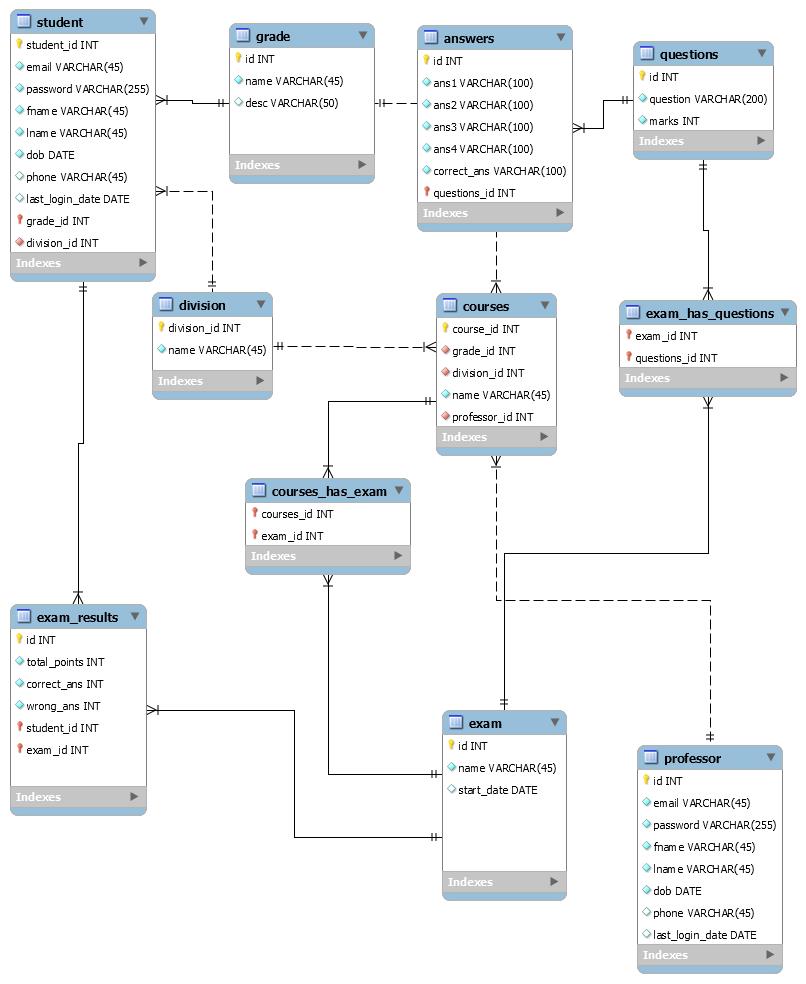 student
student_id INT
email VARCHAR(45)
password VARCHAR(255)
fname VARCHAR(45)
lname VARCHAR(45)
dob DATE
phone VARCHAR(45)
last_login_date DATE
grade_id INT
division_id INT
Indexes
grade
id INT
name VARCHAR(45)
desc VARCHAR(50)
Indexes
answers
id INT
ans1 VARCHAR(100)
ans2 VARCHAR(100)
ans3 VARCHAR(100)
ans4 VARCHAR(100)
correct_ans VARCHAR(100)
questions_id INT
Indexes
questions
id INT
question VARCHAR(200)
marks INT
Indexes
division
division_id INT
name VARCHAR(45)
Indexes
courses
course_id INT
grade_id INT
division_id INT
name VARCHAR(45)
professor_id INT
Indexes
exam_has_questions
exam_id INT
questions_id INT
Indexes
courses_has_exam
courses_id INT
exam_id INT
Indexes
exam_results
id INT
total_points INT
correct_ans INT
wrong_ans INT
student_id INT
exam_id INT
Indexes
exam
id INT
name VARCHAR(45)
start_date DATE
Indexes
professor
id INT
email VARCHAR(45)
password VARCHAR(255)
fname VARCHAR(45)
lname VARCHAR(45)
dob DATE
phone VARCHAR(45)
last_login_date DATE
Indexes